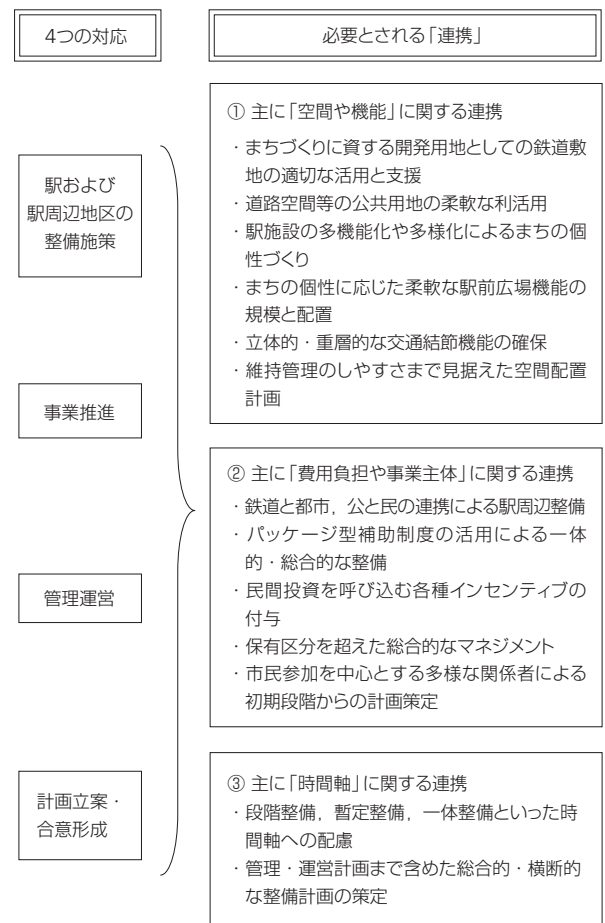 4つの対応
必要とされる「連携」
駅および
駅周辺地区の
整備施策
事業推進
管理運営
計画立案・
合意形成
① 主に「空間や機能」に関する連携
・まちづくりに資する開発用地としての鉄道敷
地の適切な活用と支援
・道路空間等の公共用地の柔軟な利活用
・駅施設の多機能化や多様化によるまちの個
性づくり
・まちの個性に応じた柔軟な駅前広場機能の
規模と配置
・立体的・重層的な交通結節機能の確保
・維持管理のしやすさまで見据えた空間配置
計画
② 主に「費用負担や事業主体」に関する連携
・鉄道と都市，公と民の連携による駅周辺整備
・パッケージ型補助制度の活用による一体
的・総合的な整備
・民間投資を呼び込む各種インセンティブの
付与
・保有区分を超えた総合的なマネジメント
・市民参加を中心とする多様な関係者による
初期段階からの計画策定
③ 主に「時間軸」に関する連携
・段階整備，暫定整備，一体整備といった時
間軸への配慮
・管理・運営計画まで含めた総合的・横断的
な整備計画の策定